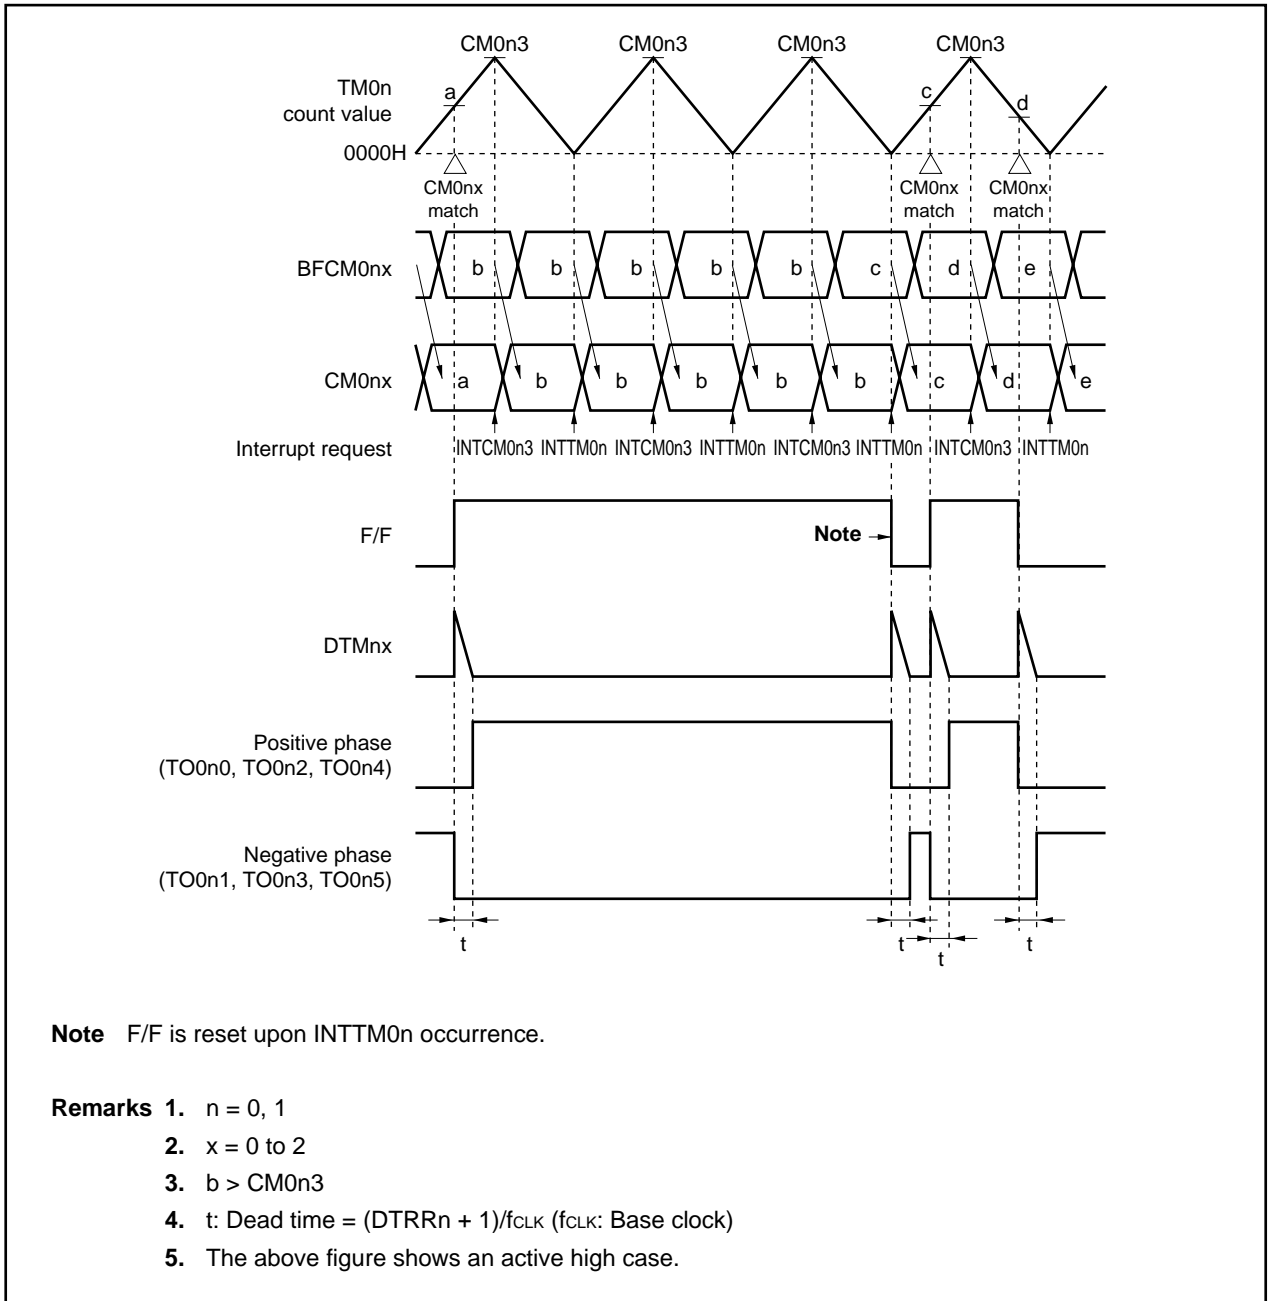 CM0n3 CM0n3 CM0n3 CM0n3
TM0n
count value
a c d
0000H
CM0nx
match
CM0nx
match
CM0nx
match
BFCM0nx b b b b b c d e
CM0nx a b b b b b c d e
Interrupt request INTCM0n3 INTTM0n INTCM0n3 INTTM0n INTCM0n3 INTTM0n INTCM0n3 INTTM0n
F/F Note
DTMnx
Positive phase
(TO0n0, TO0n2, TO0n4)
Negative phase
(TO0n1, TO0n3, TO0n5)
t t t t
Note F/F is reset upon INTTM0n occurrence.
Remarks 1. n = 0, 1
2. x = 0 to 2
3. b > CM0n3
4. t: Dead time = (DTRRn + 1)/fCLK (fCLK: Base clock)
5. The above figure shows an active high case.